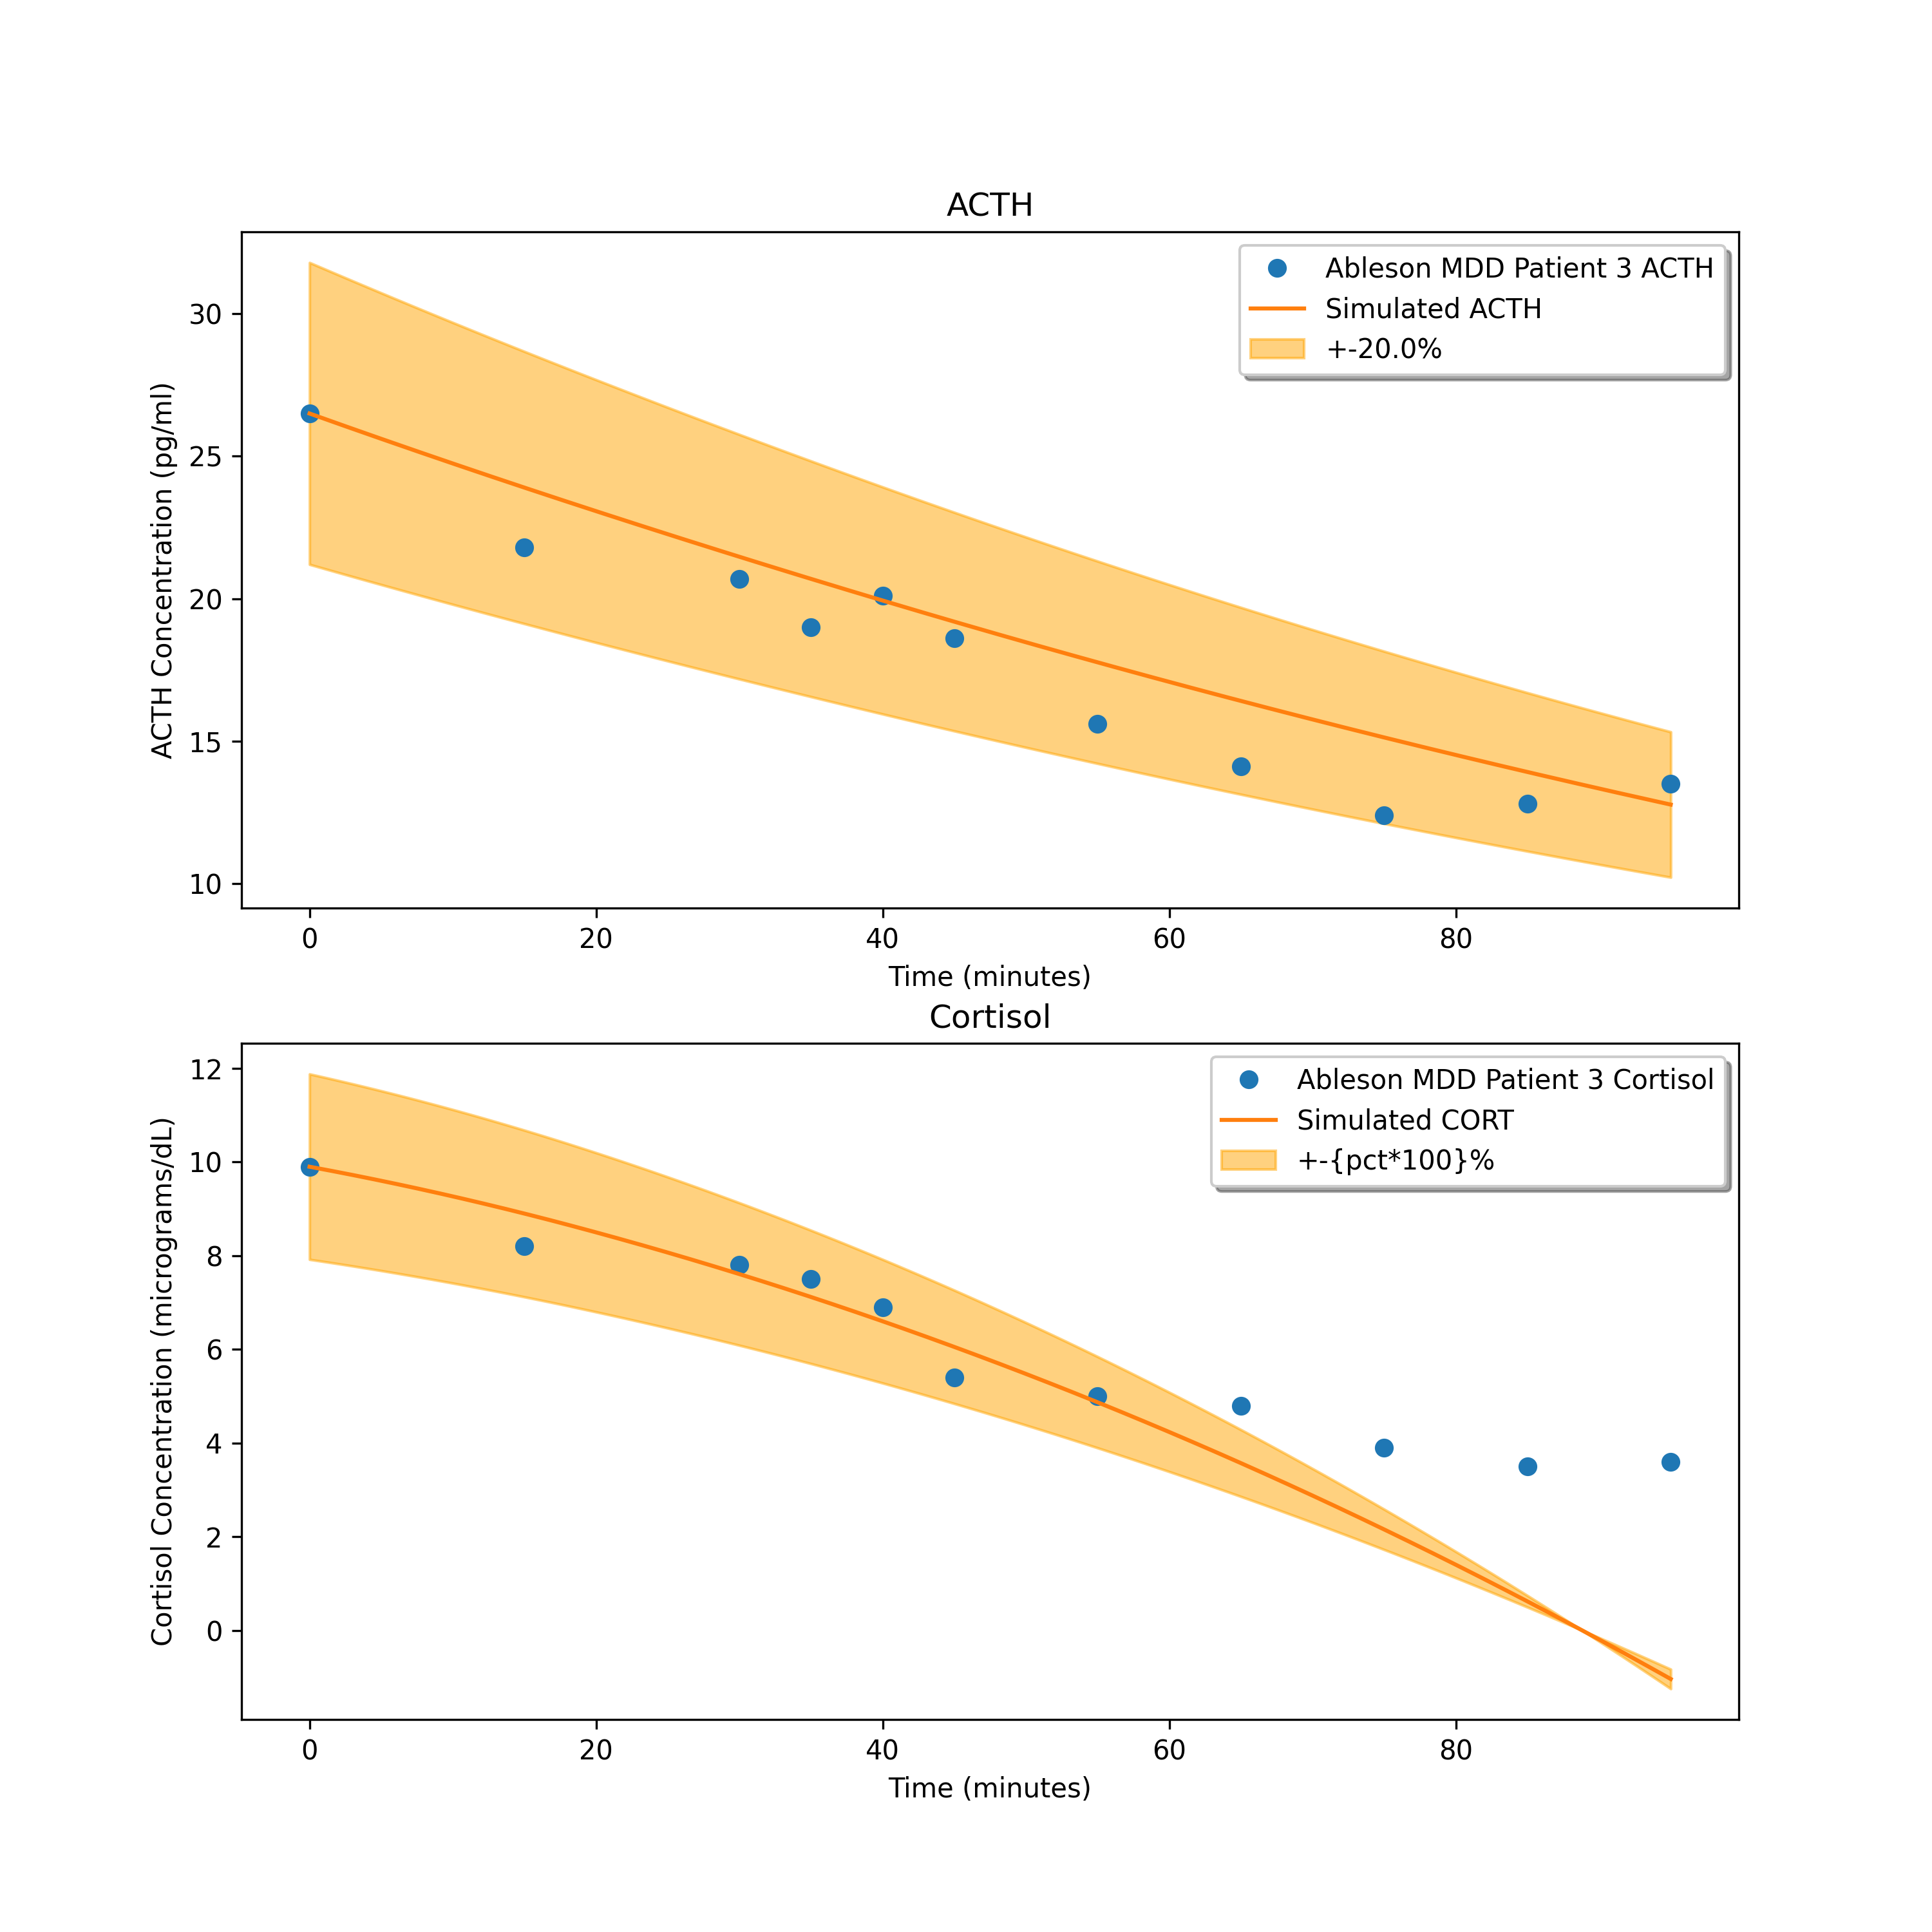 ACTH
Ableson MDD Patient 3 ACTH
Simulated ACTH
+-20.0%
ACTH Concentration (pg/ml)
30
25
20
15
10
0 20 40 60 80
Time (minutes)
Cortisol
Ableson MDD Patient 3 Cortisol
Simulated CORT
+-{pct*100}%
Cortisol Concentration (micrograms/dL)
12
10
8
6
4
2
0
0 20 40 60 80
Time (minutes)